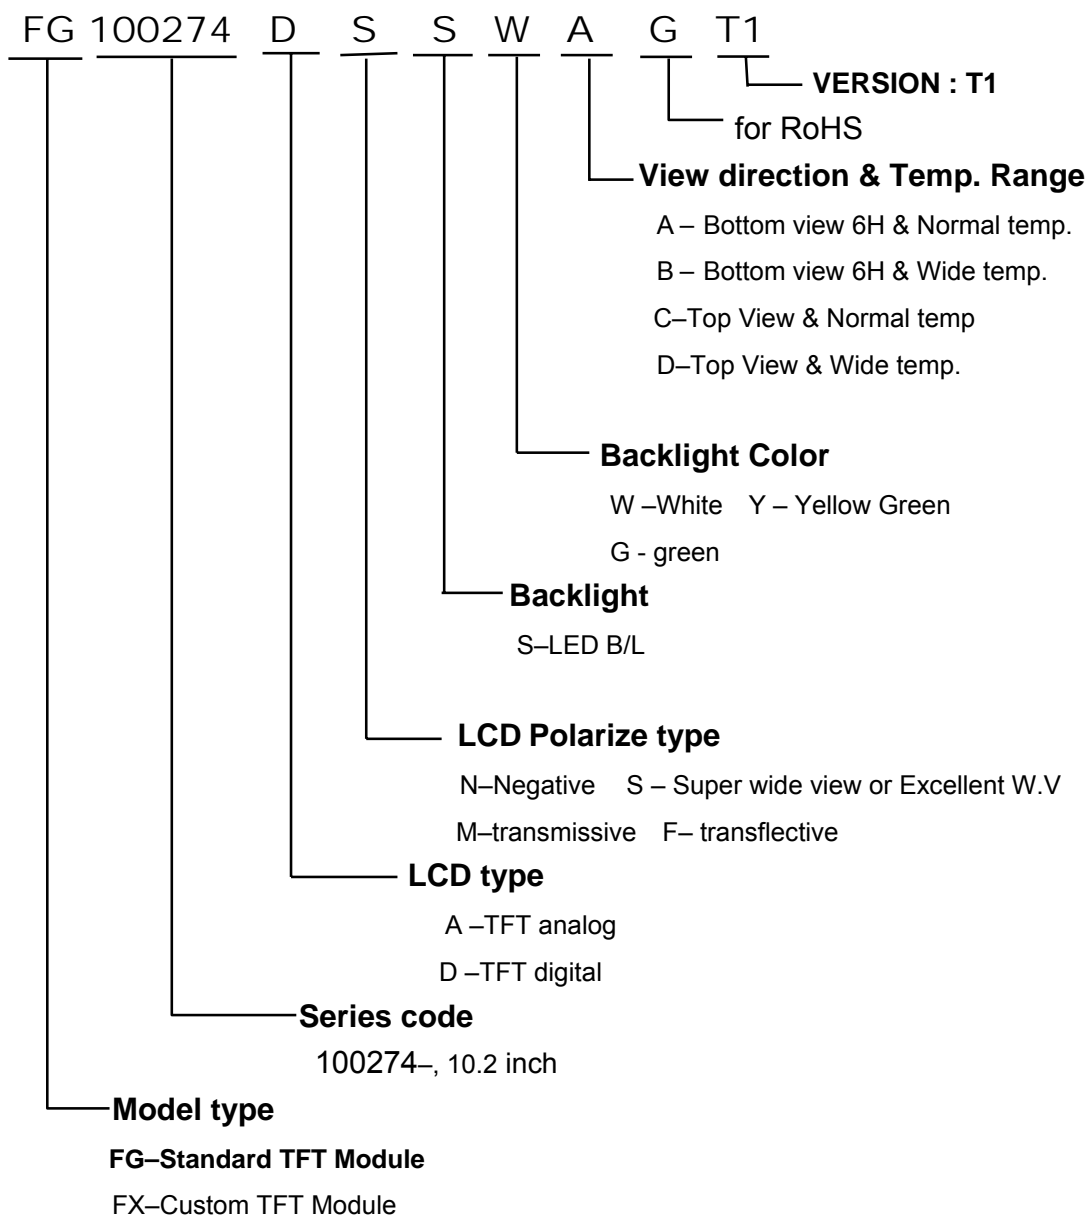 FG 100274 D S S W A G T1
VERSION : T1
for RoHS
View direction & Temp. Range
A – Bottom view 6H & Normal temp.
B – Bottom view 6H & Wide temp.
C–Top View & Normal temp
D–Top View & Wide temp.
Backlight Color
W –White Y – Yellow Green
G - green
Backlight
S–LED B/L
LCD Polarize type
N–Negative S – Super wide view or Excellent W.V
M–transmissive F– transflective
LCD type
A –TFT analog
D –TFT digital
Series code
100274–, 10.2 inch
Model type
FG–Standard TFT Module
FX–Custom TFT Module